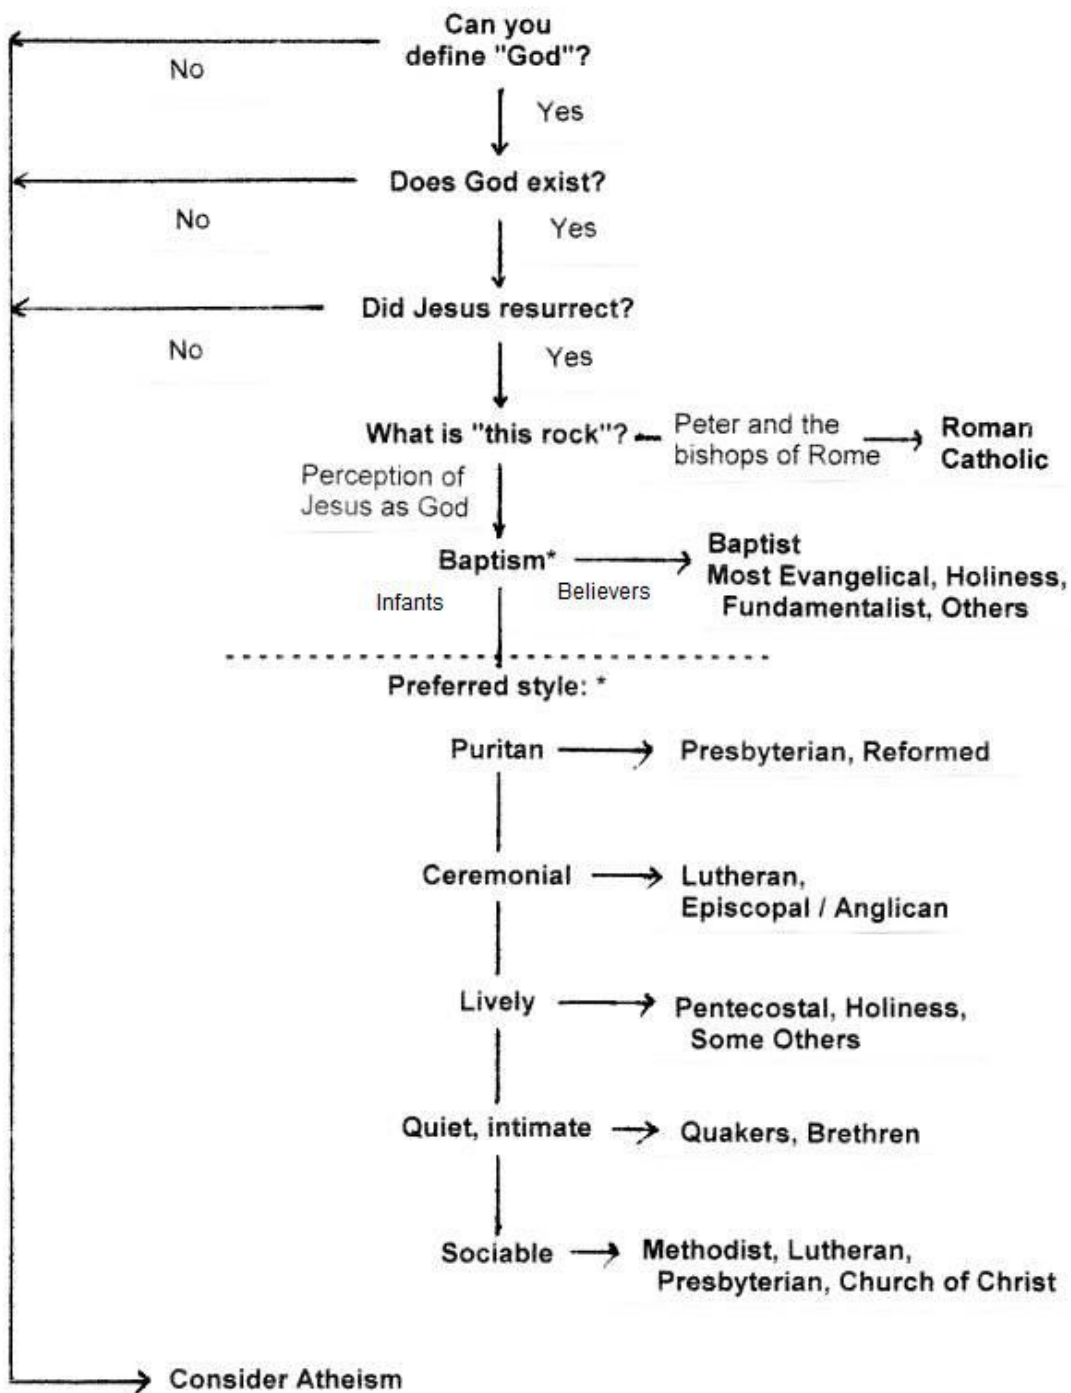 Can you
define "God"?
No
Yes
Does God exist?
No
Yes
Did Jesus resurrect?
No
Yes
What is "this rock"?
Peter and the
bishops of Rome
Roman
Catholic
Perception of
Jesus as God
Baptism*
Baptist
Most Evangelical, Holiness,
Fundamentalist, Others
Infants
Believers
Preferred style: *
Puritan
Presbyterian, Reformed
Ceremonial
Lutheran,
Episcopal / Anglican
Lively
Pentecostal, Holiness,
Some Others
Quiet, intimate
Quakers, Brethren
Sociable
Methodist, Lutheran,
Presbyterian, Church of Christ
Consider Atheism